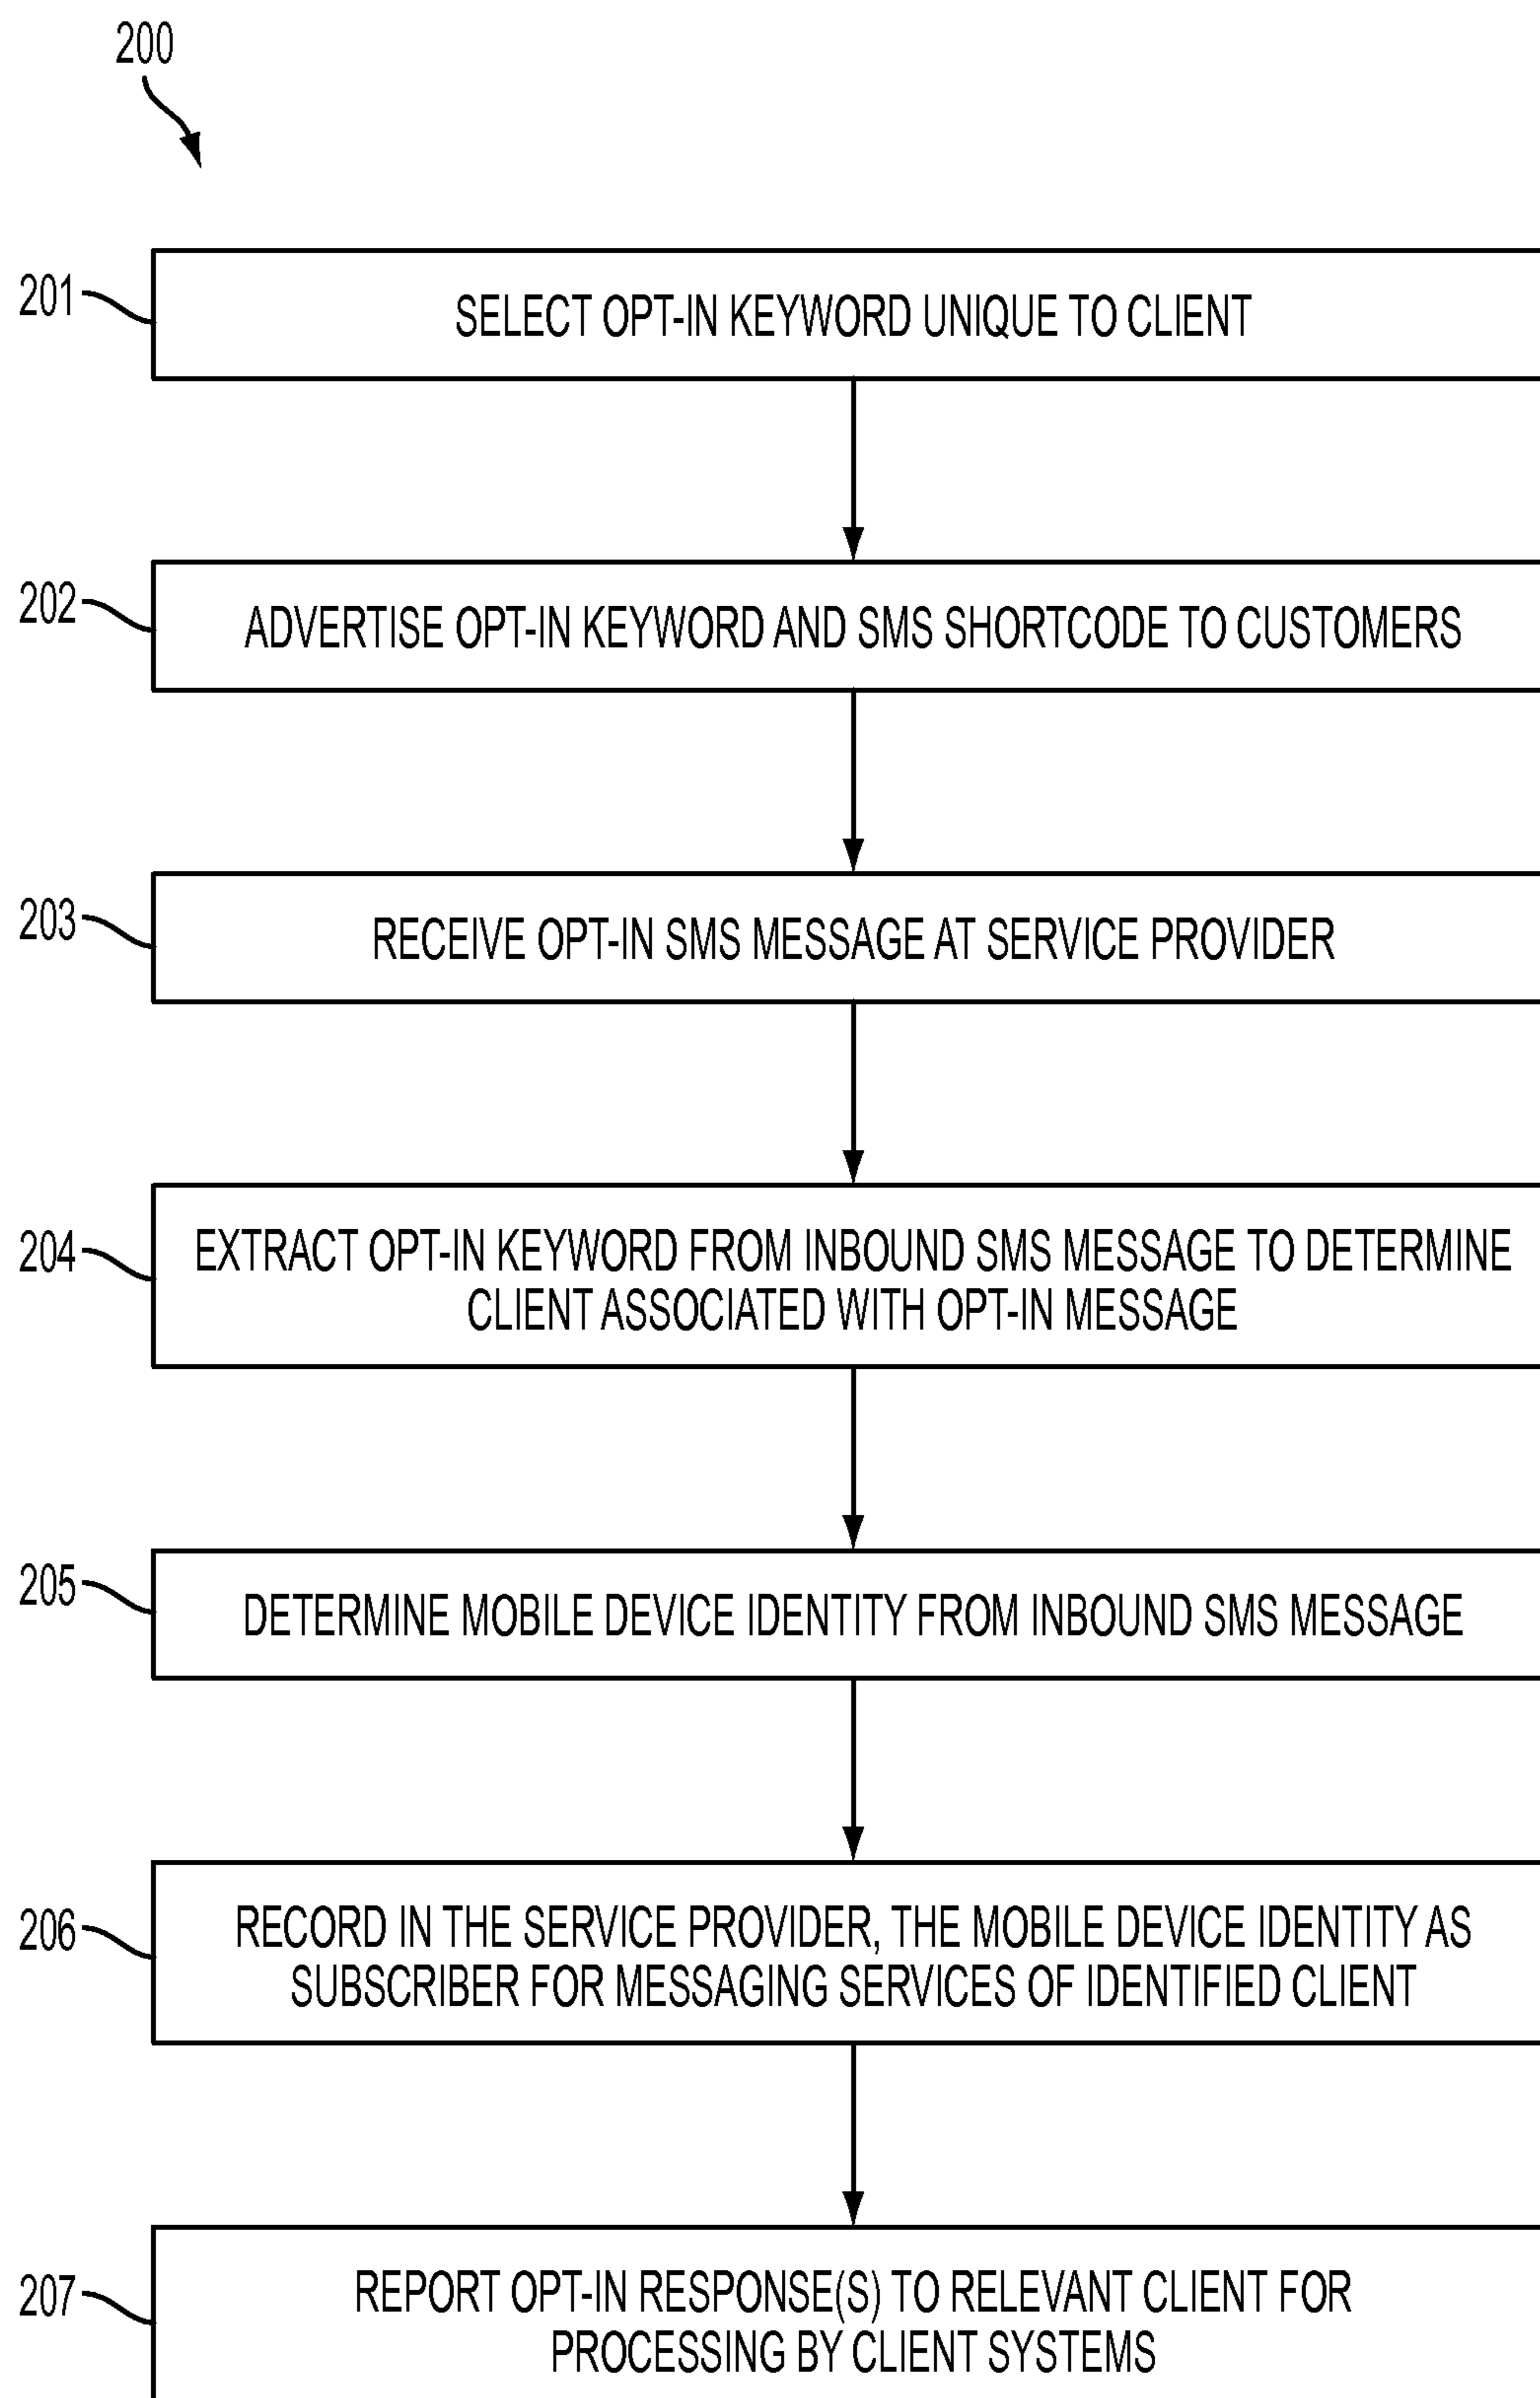 200
201
SELECT OPT-IN KEYWORD UNIQUE TO CLIENT
202
ADVERTISE OPT-IN KEYWORD AND SMS SHORTCODE TO CUSTOMERS
203
RECEIVE OPT-IN SMS MESSAGE AT SERVICE PROVIDER
204
EXTRACT OPT-IN KEYWORD FROM INBOUND SMS MESSAGE TO DETERMINE
CLIENT ASSOCIATED WITH OPT-IN MESSAGE
205
DETERMINE MOBILE DEVICE IDENTITY FROM INBOUND SMS MESSAGE
206
RECORD IN THE SERVICE PROVIDER, THE MOBILE DEVICE IDENTITY AS
SUBSCRIBER FOR MESSAGING SERVICES OF IDENTIFIED CLIENT
207
REPORT OPT-IN RESPONSE(S) TO RELEVANT CLIENT FOR
PROCESSING BY CLIENT SYSTEMS